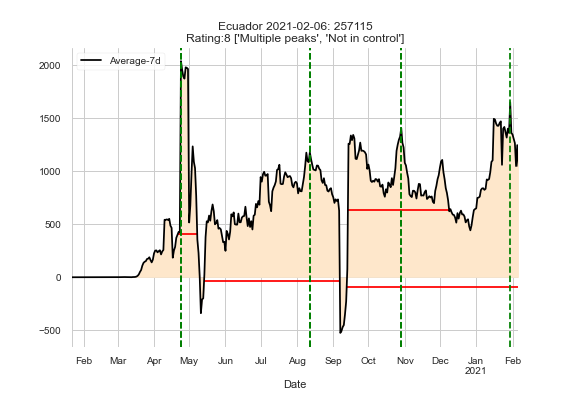 Ecuador 2021-02-06: 257115
Rating:8 ['Multiple peaks', 'Not in control']
Average-7d
2000
1500
1000
500
0
−500
Feb Mar Apr May Jun Jul Aug Sep Oct Nov Dec Jan Feb
2021
Date